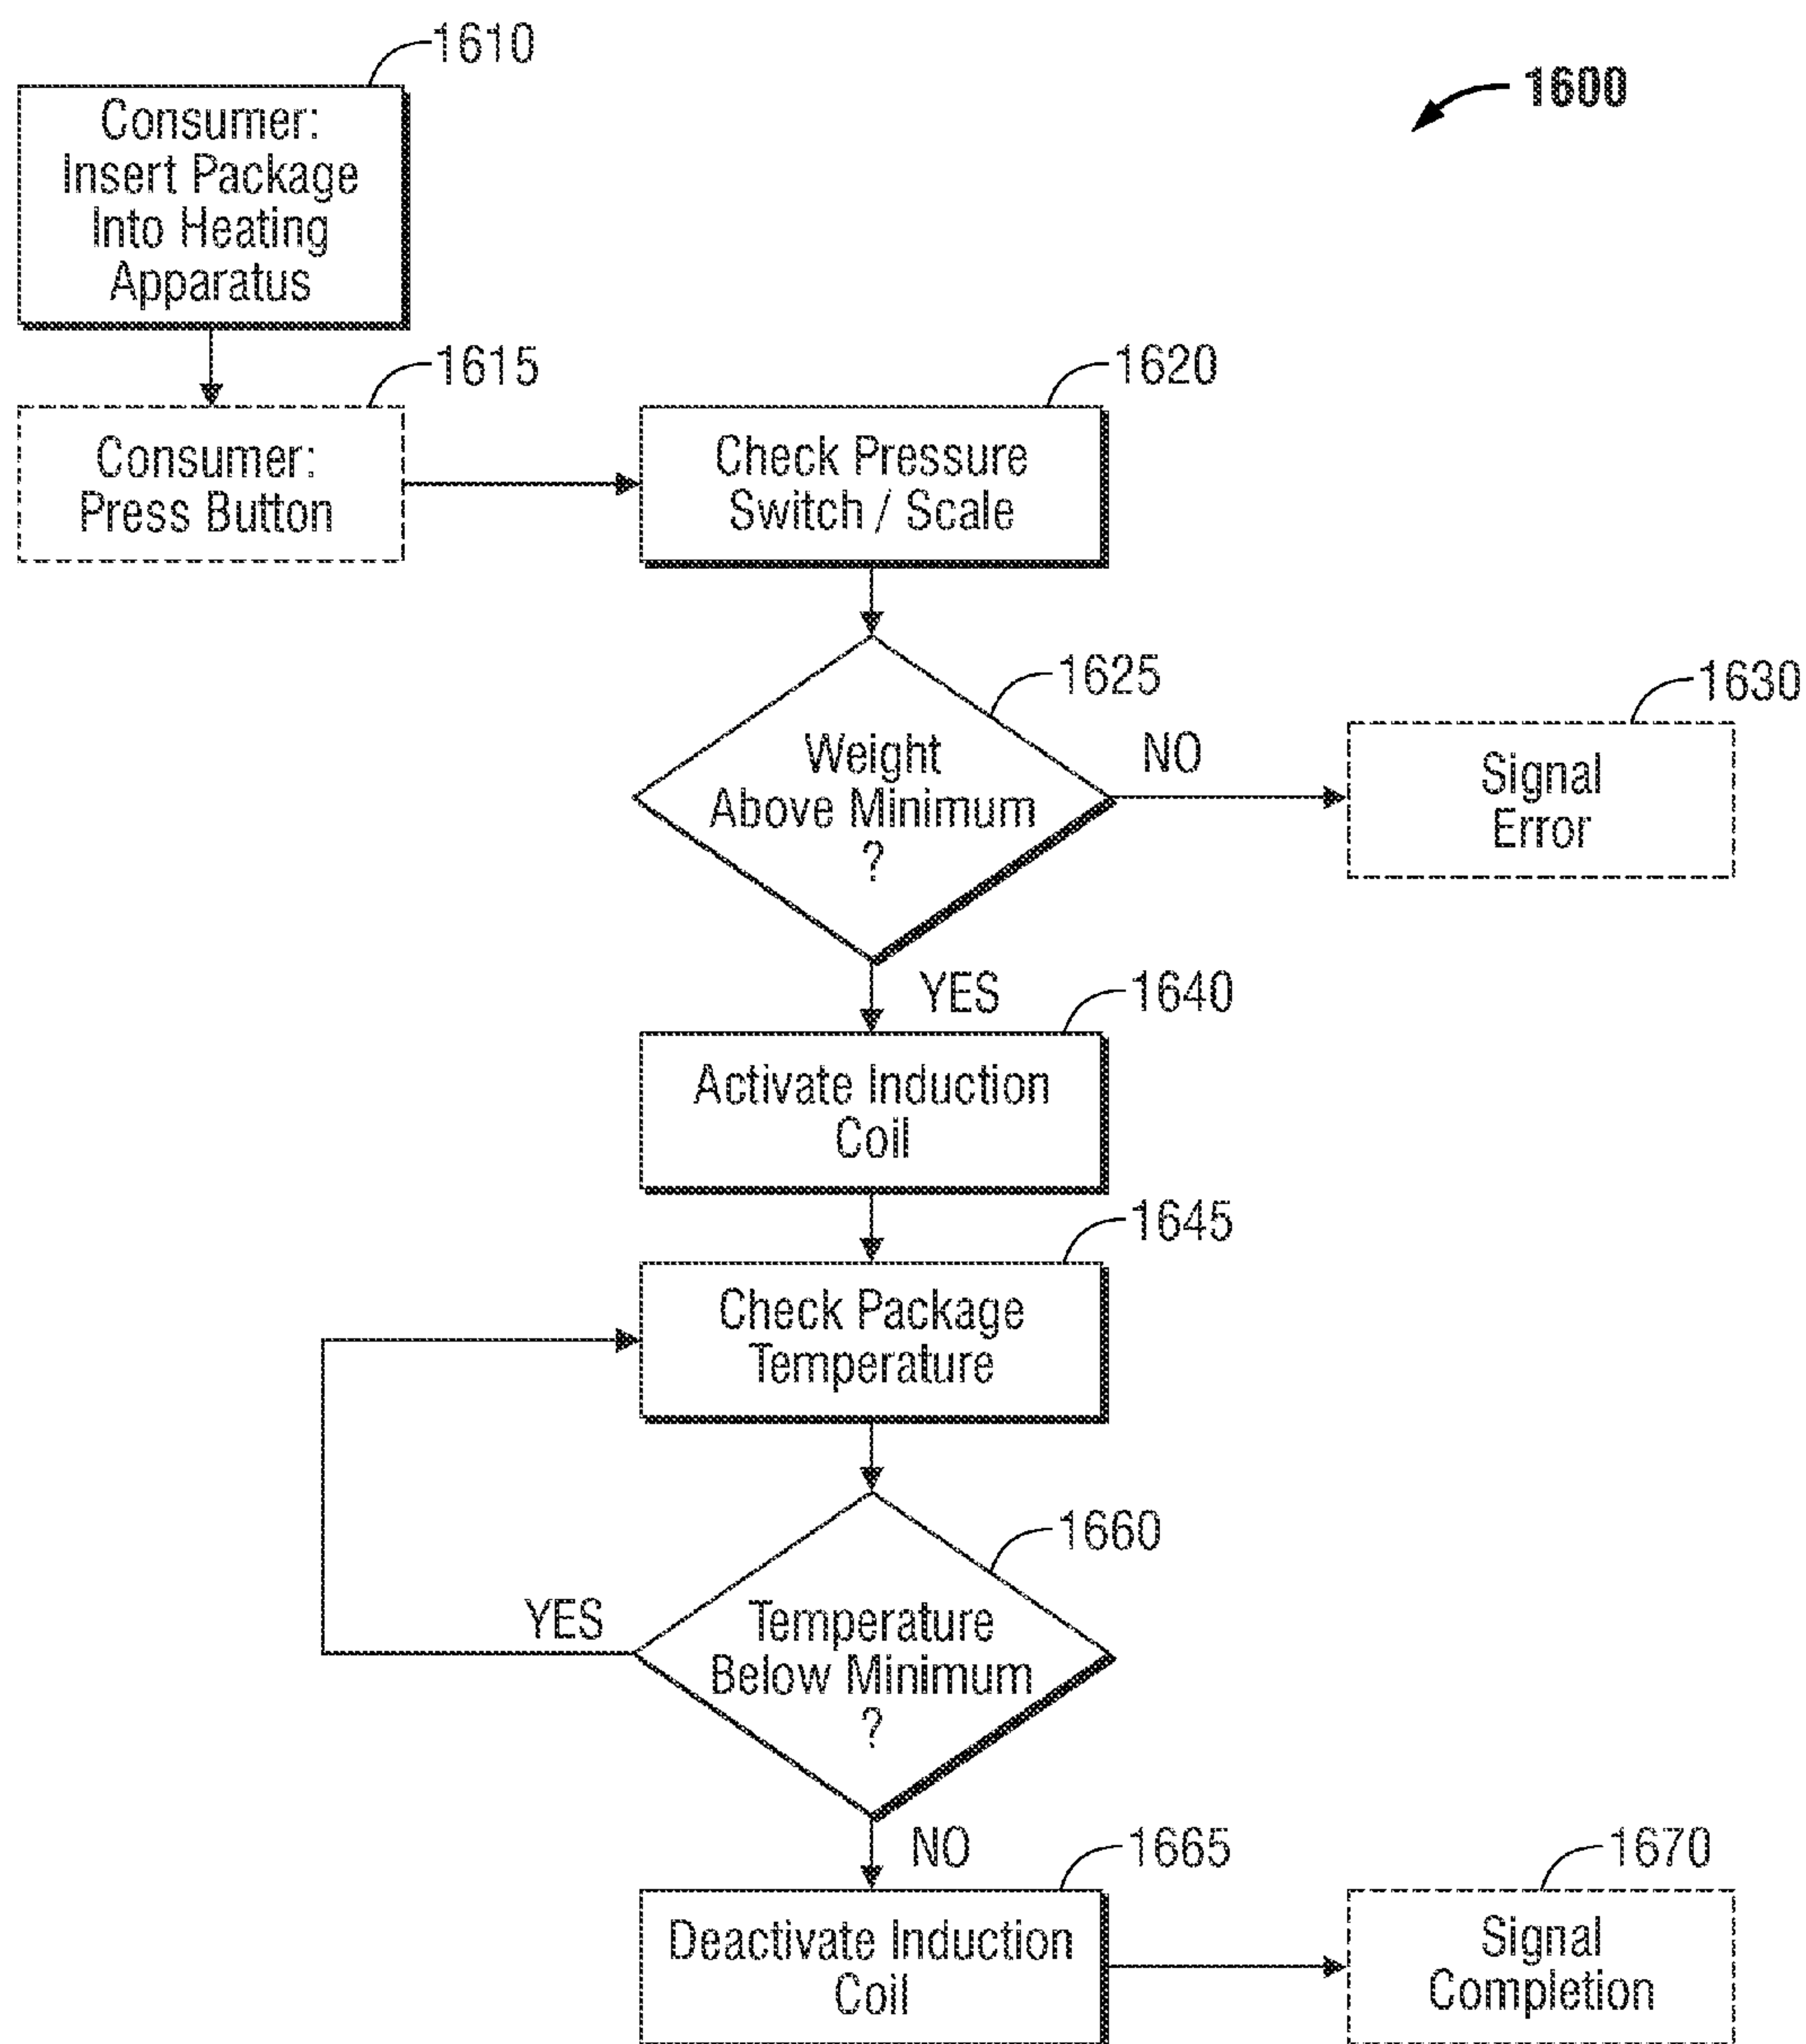 1610
1600
Consumer:
Insert Package
Into Heating
Apparatus
1615
Consumer:
Press Button
1620
Check Pressure
Switch / Scale
1625
Weight
Above Minimum
?
NO
1630
Signal
Error
YES
1640
Activate Induction
Coil
1645
Check Package
Temperature
1660
Temperature
Below Minimum
?
YES
NO
1665
Deactivate Induction
Coil
1670
Signal
Completion